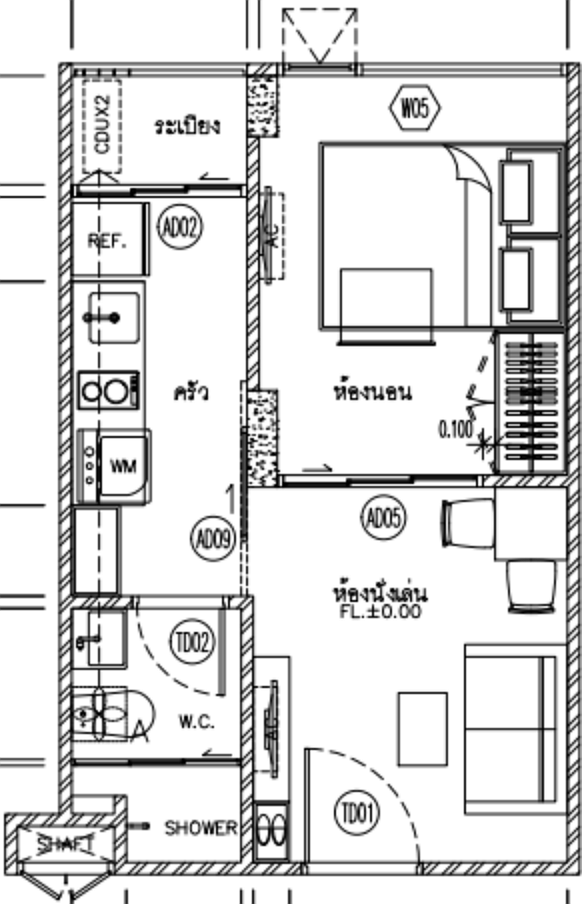 CDUX2
ระเบียง
W05
REF.
AD02
AC
ครัว
ห้องนอน
0.100
WM
AD05
AD09
ห้องนั่งเล่น
FL.±0.00
TD02
W.C.
AC
TD01
SHOWER
SHAFT